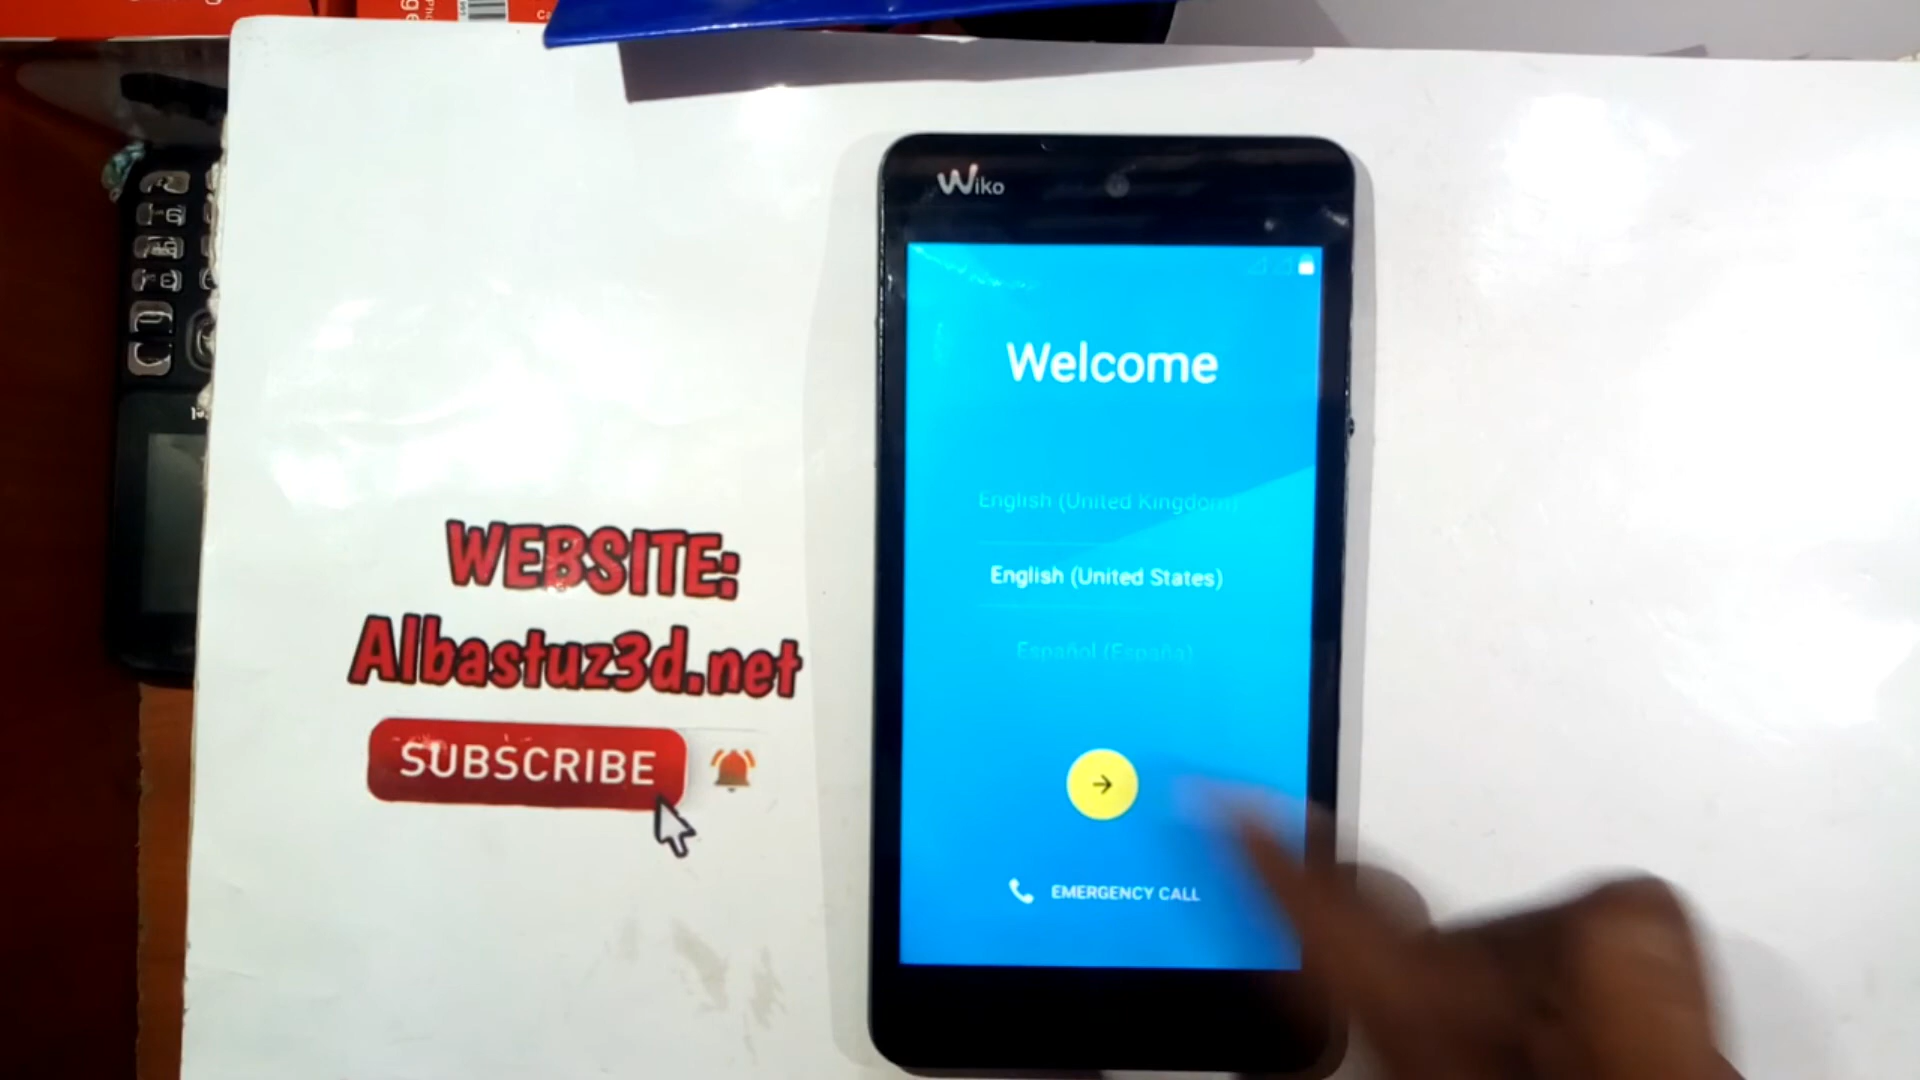 Wiko
Welcome
English (United Kingdom)
English (United States)
Español (España)
EMERGENCY CALL
WEBSITE:
Albastuz3d.net
SUBSCRIBE